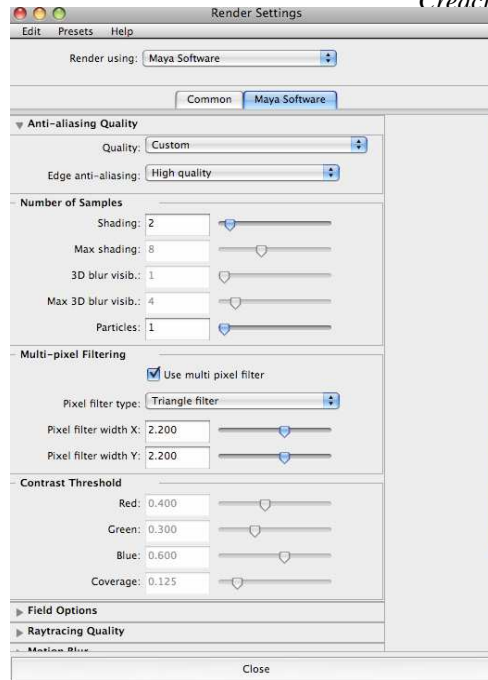 Render Settings
Edit Presets Help
Render using: Maya Software
Common Maya Software
Anti-aliasing Quality
Quality: Custom
Edge anti-aliasing: High quality
Number of Samples
Shading: 2
Max shading: 8
3D blur visib.: 1
Max 3D blur visib.: 4
Particles: 1
Multi-pixel Filtering
Use multi pixel filter
Pixel filter type: Triangle filter
Pixel filter width X: 2.200
Pixel filter width Y: 2.200
Contrast Threshold
Red: 0.400
Green: 0.300
Blue: 0.600
Coverage: 0.125
Field Options
Raytracing Quality
Motion Blur
Close